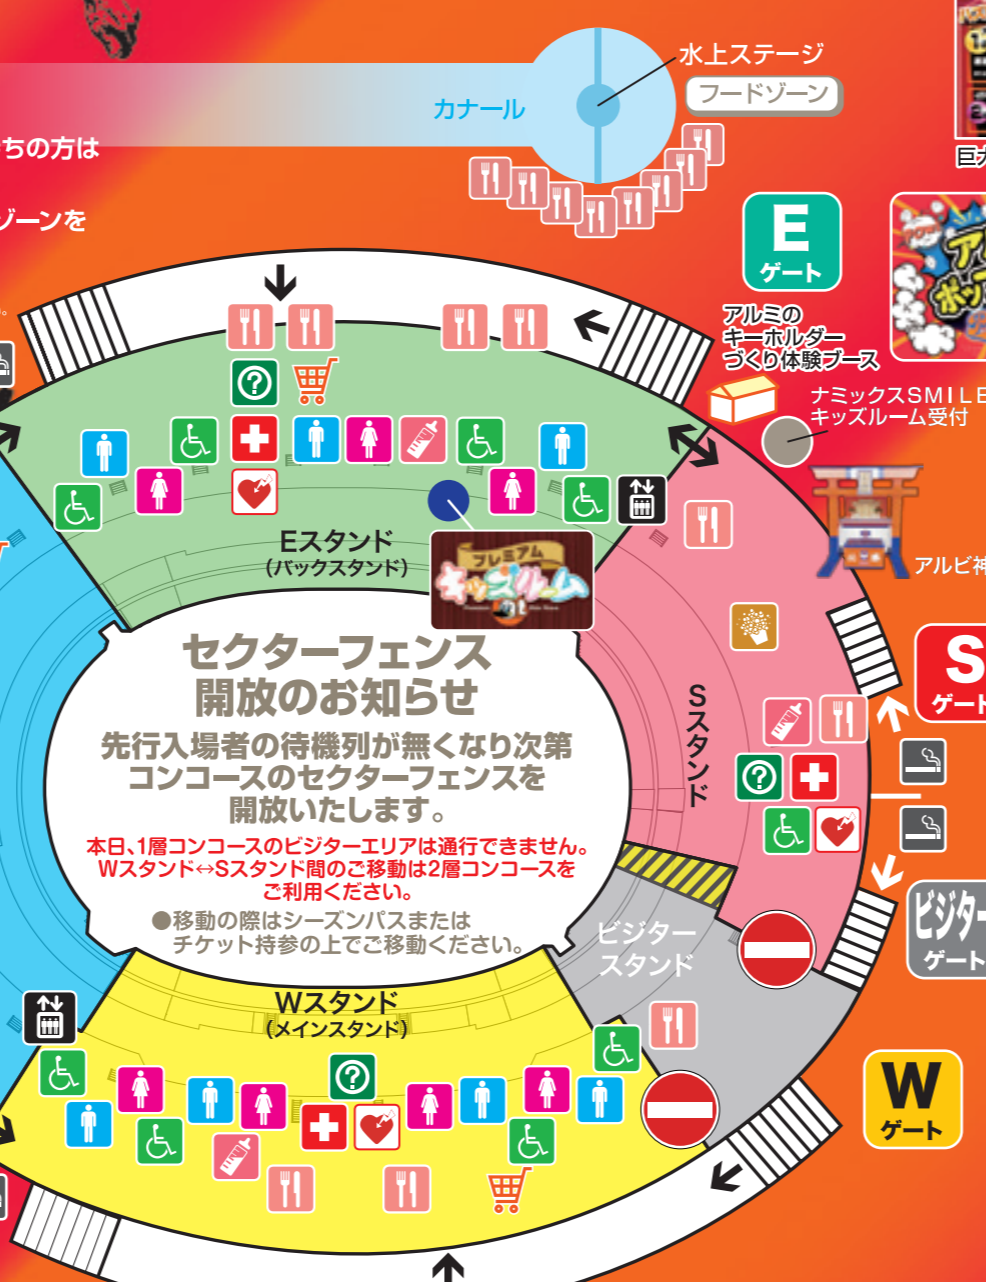 水上ステージ
フードゾーン
カナール
ちの方は
ゾーンを
E
ゲート
アルミの
キーホルダー
づくり体験ブース
ナミックスSMILE
キッズルーム受付
Eスタンド
(バックスタンド)
プレミアム
キッズルーム
アルビ神
セクターフェンス
開放のお知らせ
先行入場者の待機列が無くなり次第
コンコースのセクターフェンスを
開放いたします。
本日、1層コンコースのビジターエリアは通行できません。
Wスタンド↔Sスタンド間のご移動は2層コンコースを
ご利用ください。
●移動の際はシーズンパスまたは
チケット持参の上でご移動ください。
Sスタンド
S
ゲート
ビジター
スタンド
ビジター
ゲート
Wスタンド
(メインスタンド)
W
ゲート